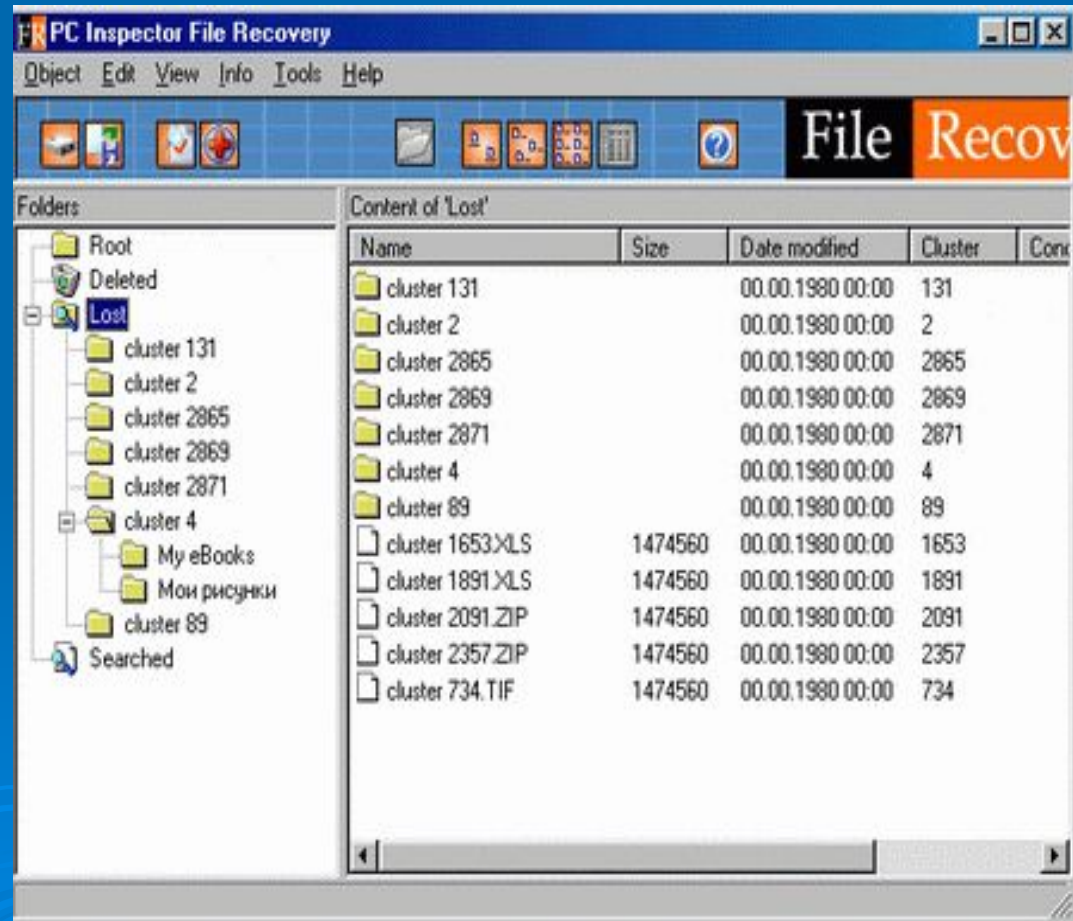 FR PC Inspector File Recovery
Object Edit View Info Tools Help
File Recov
Folders
Root
Deleted
Lost
cluster 131
cluster 2
cluster 2865
cluster 2869
cluster 2871
cluster 4
My eBooks
Мои рисунки
cluster 89
Searched
Content of 'Lost'
Name Size Date modified Cluster Conc
cluster 131 00.00.1980 00:00 131
cluster 2 00.00.1980 00:00 2
cluster 2865 00.00.1980 00:00 2865
cluster 2869 00.00.1980 00:00 2869
cluster 2871 00.00.1980 00:00 2871
cluster 4 00.00.1980 00:00 4
cluster 89 00.00.1980 00:00 89
cluster 1653.XLS 1474560 00.00.1980 00:00 1653
cluster 1891.XLS 1474560 00.00.1980 00:00 1891
cluster 2091.ZIP 1474560 00.00.1980 00:00 2091
cluster 2357.ZIP 1474560 00.00.1980 00:00 2357
cluster 734.TIF 1474560 00.00.1980 00:00 734